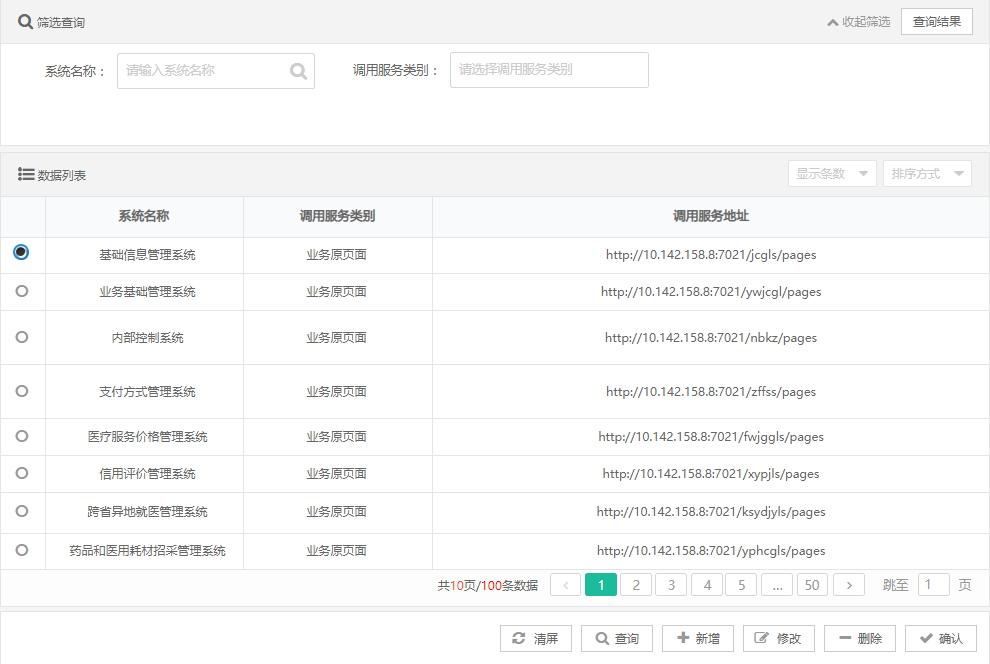 筛选查询 收起筛选 查询结果
系统名称： 请输入系统名称 调用服务类别： 请选择调用服务类别
数据列表 显示条数 排序方式
系统名称 调用服务类别 调用服务地址
基础信息管理系统 业务原页面 http://10.142.158.8:7021/jcgls/pages
业务基础管理系统 业务原页面 http://10.142.158.8:7021/ywjcgl/pages
内部控制系统 业务原页面 http://10.142.158.8:7021/nbkz/pages
支付方式管理系统 业务原页面 http://10.142.158.8:7021/zffss/pages
医疗服务价格管理系统 业务原页面 http://10.142.158.8:7021/fwjggls/pages
信用评价管理系统 业务原页面 http://10.142.158.8:7021/xypjls/pages
跨省异地就医管理系统 业务原页面 http://10.142.158.8:7021/ksydjyls/pages
药品和医用耗材招采管理系统 业务原页面 http://10.142.158.8:7021/yphcgls/pages
共10页/100条数据 < 1 2 3 4 5 ... 50 > 跳至 1 页
清屏 查询 新增 修改 删除 确认